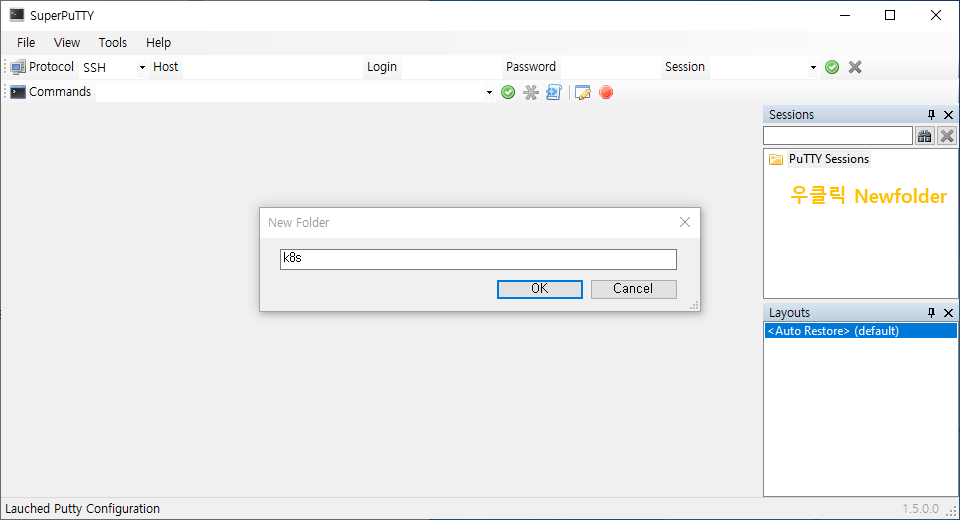 SuperPuTTY
File View Tools Help
Protocol SSH Host Login Password Session
Commands
Sessions
PuTTY Sessions
우클릭 Newfolder
New Folder
k8s
OK Cancel
Layouts
<Auto Restore> (default)
Lauched Putty Configuration 1.5.0.0